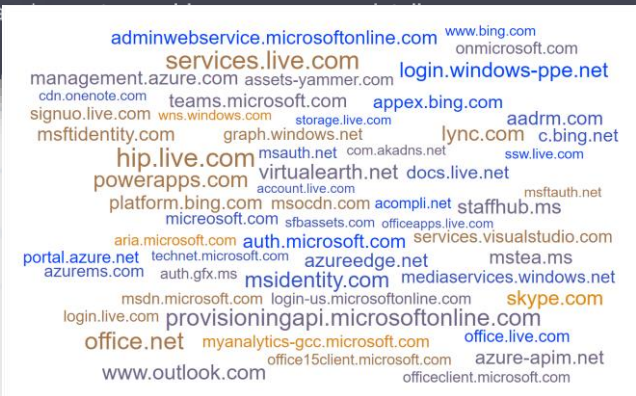 adminwebservice.microsoftonline.com www.bing.com
onmicrosoft.com
services.live.com
management.azure.com assets-yammer.com login.windows-ppe.net
cdn.onenote.com teams.microsoft.com appex.bing.com
signuo.live.com wns.windows.com storage.live.com aadrm.com
msftidentity.com graph.windows.net lync.com c.bing.net
hip.live.com msauth.net com.akadns.net ssw.live.com
powerapps.com virtualearth.net docs.live.net
account.live.com msftauth.net
platform.bing.com msocdn.com acompli.net staffhub.ms
micreosoft.com sfbassets.com officeapps.live.com
aria.microsoft.com auth.microsoft.com services.visualstudio.com
portal.azure.net technet.microsoft.com azureedge.net mstea.ms
azurems.com auth.gfx.ms msidentity.com mediaservices.windows.net
msdn.microsoft.com login-us.microsoftonline.com skype.com
login.live.com provisioningapi.microsoftonline.com
office.net myanalytics-gcc.microsoft.com office.live.com
office15client.microsoft.com azure-apim.net
www.outlook.com officeclient.microsoft.com